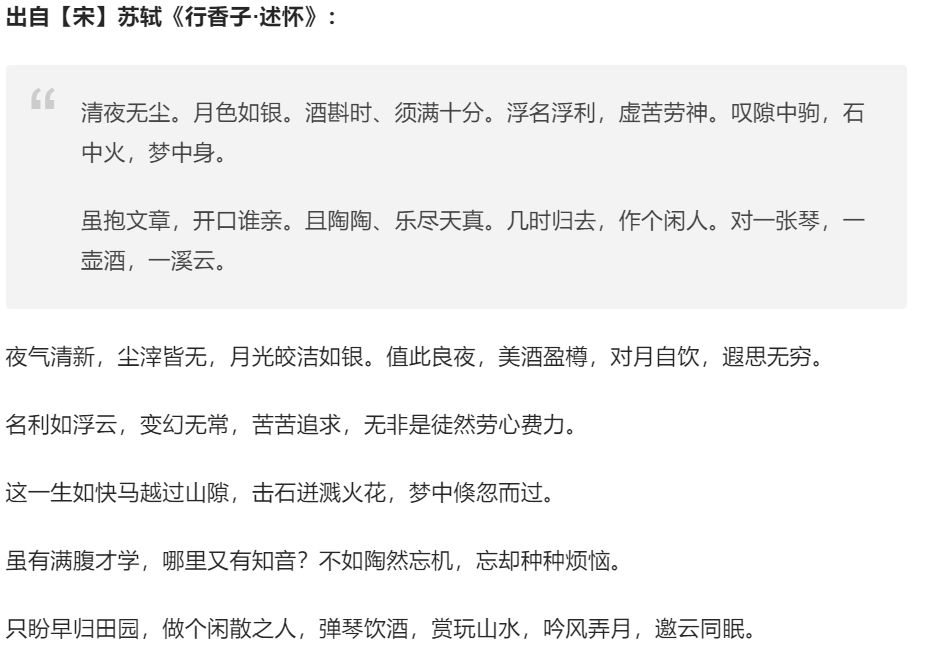 出自【宋】苏轼《行香子·述怀》：
清夜无尘。月色如银。酒斟时、须满十分。浮名浮利，虚苦劳神。叹隙中驹，石
中火，梦中身。
虽抱文章，开口谁亲。且陶陶、乐尽天真。几时归去，作个闲人。对一张琴，一
壶酒，一溪云。
夜气清新，尘滓皆无，月光皎洁如银。值此良夜，美酒盈樽，对月自饮，遐思无穷。
名利如浮云，变幻无常，苦苦追求，无非是徒然劳心费力。
这一生如快马越过山隙，击石迸溅火花，梦中倏忽而过。
虽有满腹才学，哪里又有知音？不如陶然忘机，忘却种种烦恼。
只盼早归田园，做个闲散之人，弹琴饮酒，赏玩山水，吟风弄月，邀云同眠。